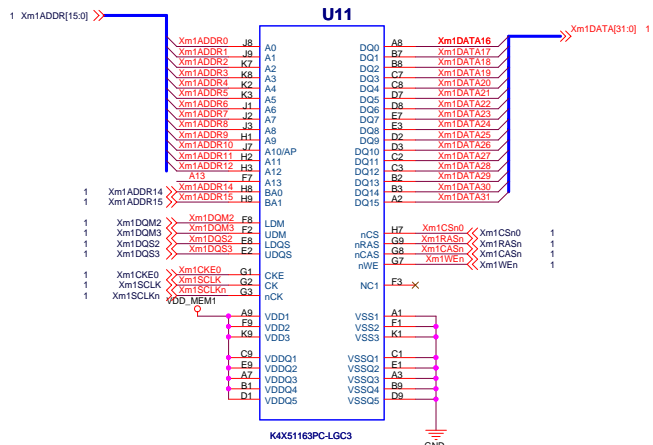 U11
1 Xm1ADDR[15:0]
Xm1DATA[31:0] 1
Xm1ADDR0 J8 A0 DQ0 A8 Xm1DATA16
Xm1ADDR1 J9 A1 DQ1 B7 Xm1DATA17
Xm1ADDR2 K7 A2 DQ2 B8 Xm1DATA18
Xm1ADDR3 K8 A3 DQ3 C7 Xm1DATA19
Xm1ADDR4 K2 A4 DQ4 C8 Xm1DATA20
Xm1ADDR5 K3 A5 DQ5 D7 Xm1DATA21
Xm1ADDR6 J1 A6 DQ6 D8 Xm1DATA22
Xm1ADDR7 J2 A7 DQ7 E7 Xm1DATA23
Xm1ADDR8 J3 A8 DQ8 E3 Xm1DATA24
Xm1ADDR9 H1 A9 DQ9 D2 Xm1DATA25
Xm1ADDR10 J7 A10/AP DQ10 D3 Xm1DATA26
Xm1ADDR11 H2 A11 DQ11 C2 Xm1DATA27
Xm1ADDR12 H3 A12 DQ12 C3 Xm1DATA28
A13 F7 A13 DQ13 B2 Xm1DATA29
1 Xm1ADDR14 H8 BA0 DQ14 B3 Xm1DATA30
1 Xm1ADDR15 H9 BA1 DQ15 A2 Xm1DATA31
1 Xm1DQM2 Xm1DQM2 F8 LDM
1 Xm1DQM3 Xm1DQM3 F2 UDM nCS H7 Xm1CSn0 Xm1CSn0 1
1 Xm1DQS2 Xm1DQS2 E8 LDQS nRAS G9 Xm1RASn Xm1RASn 1
1 Xm1DQS3 Xm1DQS3 E2 UDQS nCAS G8 Xm1CASn Xm1CASn 1
nWE G7 Xm1WEn Xm1WEn 1
1 Xm1CKE0 Xm1CKE0 G1 CKE
1 Xm1SCLK Xm1SCLK G2 CK NC1 F3
1 Xm1SCLKn Xm1SCLKn G3 nCK
VDD_MEM1
A9 VDD1 VSS1 A1
F9 VDD2 VSS2 F1
K9 VDD3 VSS3 K1
C9 VDDQ1 VSSQ1 C1
E9 VDDQ2 VSSQ2 E1
A7 VDDQ3 VSSQ3 A3
B1 VDDQ4 VSSQ4 B9
D1 VDDQ5 VSSQ5 D9
K4X51163PC-LGC3
GND